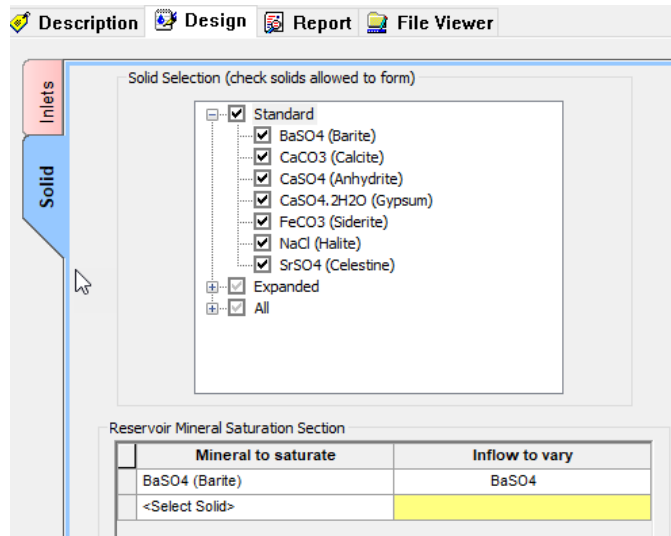 Description Design Report File Viewer
Inlets
Solid
Solid Selection (check solids allowed to form)
Standard
BaSO4 (Barite)
CaCO3 (Calcite)
CaSO4 (Anhydrite)
CaSO4.2H2O (Gypsum)
FeCO3 (Siderite)
NaCl (Halite)
SrSO4 (Celestine)
Expanded
All
Reservoir Mineral Saturation Section
Mineral to saturate Inflow to vary
BaSO4 (Barite) BaSO4
<Select Solid>